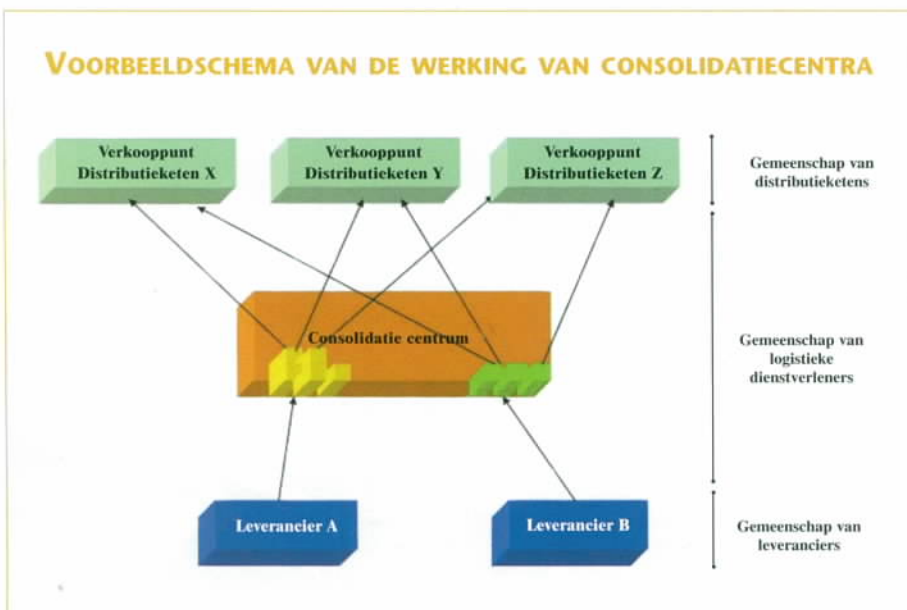 VOORBEELDSCHEMA VAN DE WERKING VAN CONSOLIDATIECENTRA
Verkooppunt
Distributieketen X
Verkooppunt
Distributieketen Y
Verkooppunt
Distributieketen Z
Gemeenschap van
distributieketens
Consolidatie centrum
Gemeenschap van
logistieke
dienstverleners
Leverancier A
Leverancier B
Gemeenschap van
leveranciers